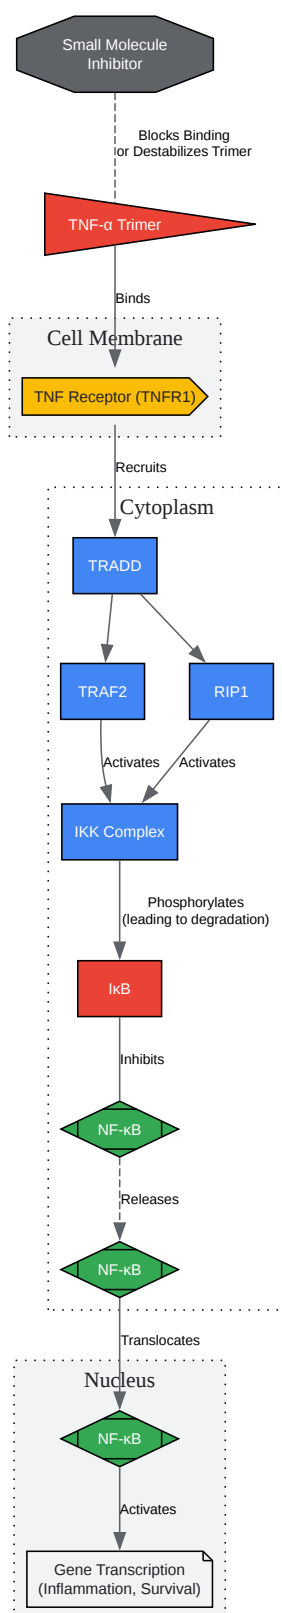 Small Molecule
Inhibitor
Blocks Binding
or Destabilizes Trimer
TNF-α Trimer
Binds
Cell Membrane
TNF Receptor (TNFR1)
Recruits
Cytoplasm
TRADD
TRAF2
RIP1
Activates
Activates
IKK Complex
Phosphorylates
(leading to degradation)
IκB
Inhibits
NF-κB
Releases
NF-κB
Translocates
Nucleus
NF-κB
Activates
Gene Transcription
(Inflammation, Survival)